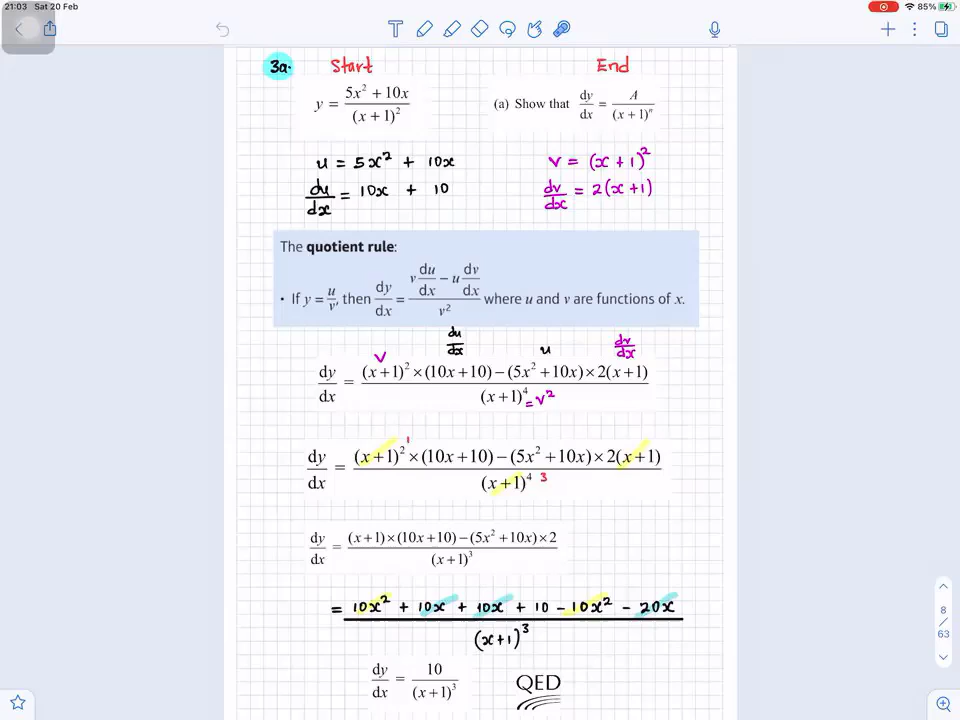 21:03 Sat 20 Feb
85%
3a. Start End
y = (5x² + 10x)/(x + 1)²
(a) Show that dy/dx = A/(x + 1)ⁿ
u = 5x² + 10x
v = (x + 1)²
du/dx = 10x + 10
dv/dx = 2(x + 1)
The quotient rule:
• If y = u/v, then dy/dx = (v du/dx − u dv/dx)/v² where u and v are functions of x.
v du/dx u dv/dx
dy/dx = ((x + 1)² × (10x + 10) − (5x² + 10x) × 2(x + 1))/(x + 1)⁴ = v²
dy/dx = ((x + 1)² ¹ × (10x + 10) − (5x² + 10x) × 2(x + 1))/(x + 1)⁴ ³
dy/dx = ((x + 1) × (10x + 10) − (5x² + 10x) × 2)/(x + 1)³
= (10x² + 10x + 10x + 10 − 10x² − 20x)/(x + 1)³
dy/dx = 10/(x + 1)³ QED
8
/
63